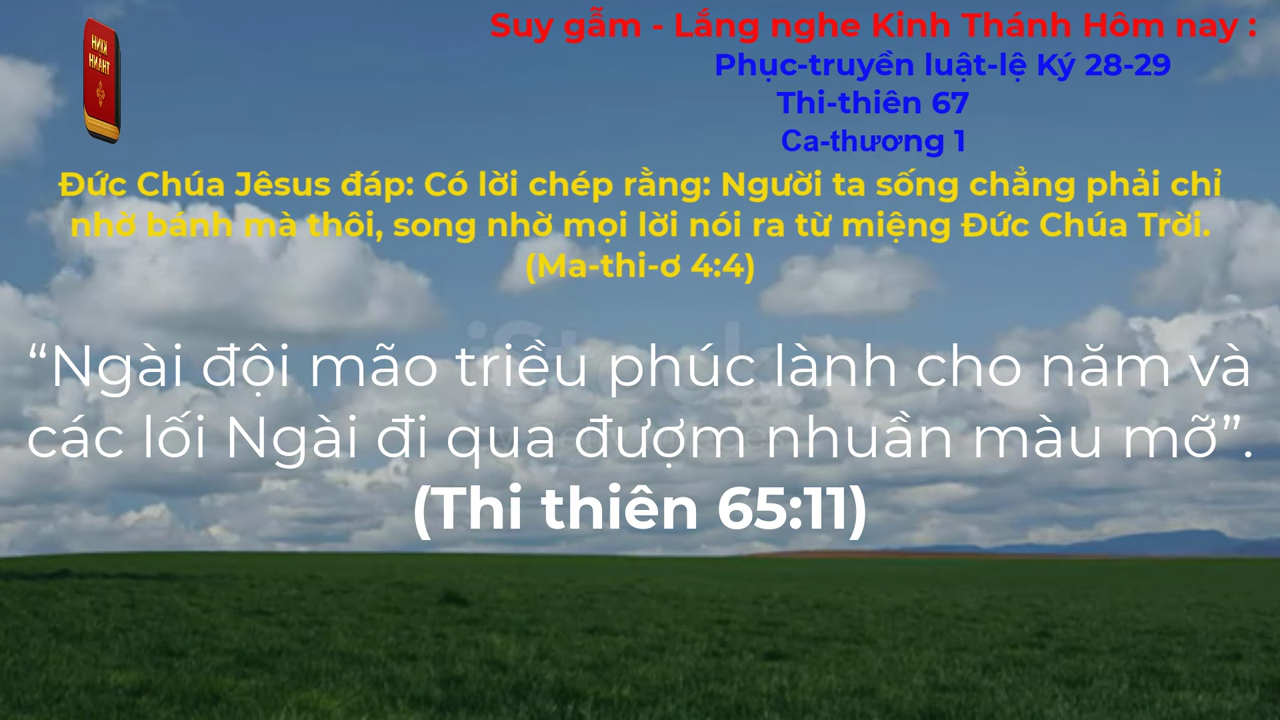 Suy gẫm - Lắng nghe Kinh Thánh Hôm nay :
Phục-truyền luật-lệ Ký 28-29
Thi-thiên 67
Ca-thương 1
KINH
THÁNH
Đức Chúa Jêsus đáp: Có lời chép rằng: Người ta sống chẳng phải chỉ
nhờ bánh mà thôi, song nhờ mọi lời nói ra từ miệng Đức Chúa Trời.
(Ma-thi-ơ 4:4)
iStock
“Ngài đội mão triều phúc lành cho năm và
các lối Ngài đi qua đượm nhuần màu mỡ”.
(Thi thiên 65:11)